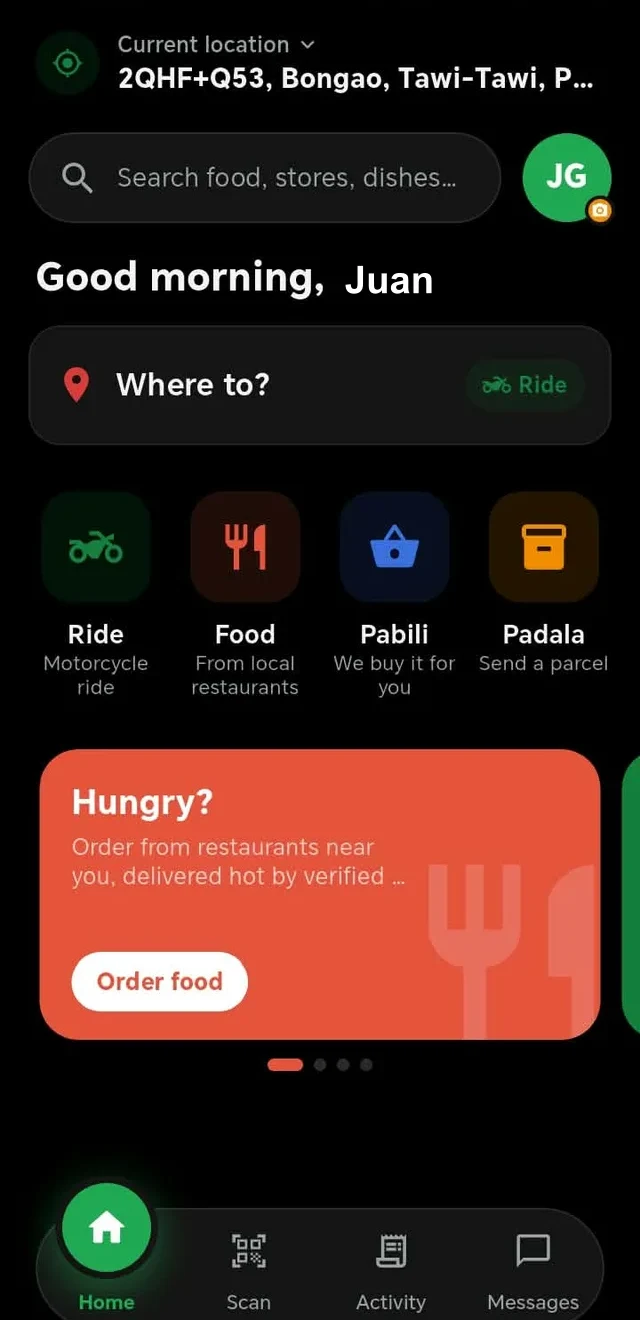 Current location
2QHF+Q53, Bongao, Tawi-Tawi, P...
Search food, stores, dishes...
JG
Good morning, Juan
Where to?
Ride
Ride
Motorcycle
ride
Food
From local
restaurants
Pabili
We buy it for
you
Padala
Send a parcel
Hungry?
Order from restaurants near
you, delivered hot by verified ...
Order food
Home
Scan
Activity
Messages